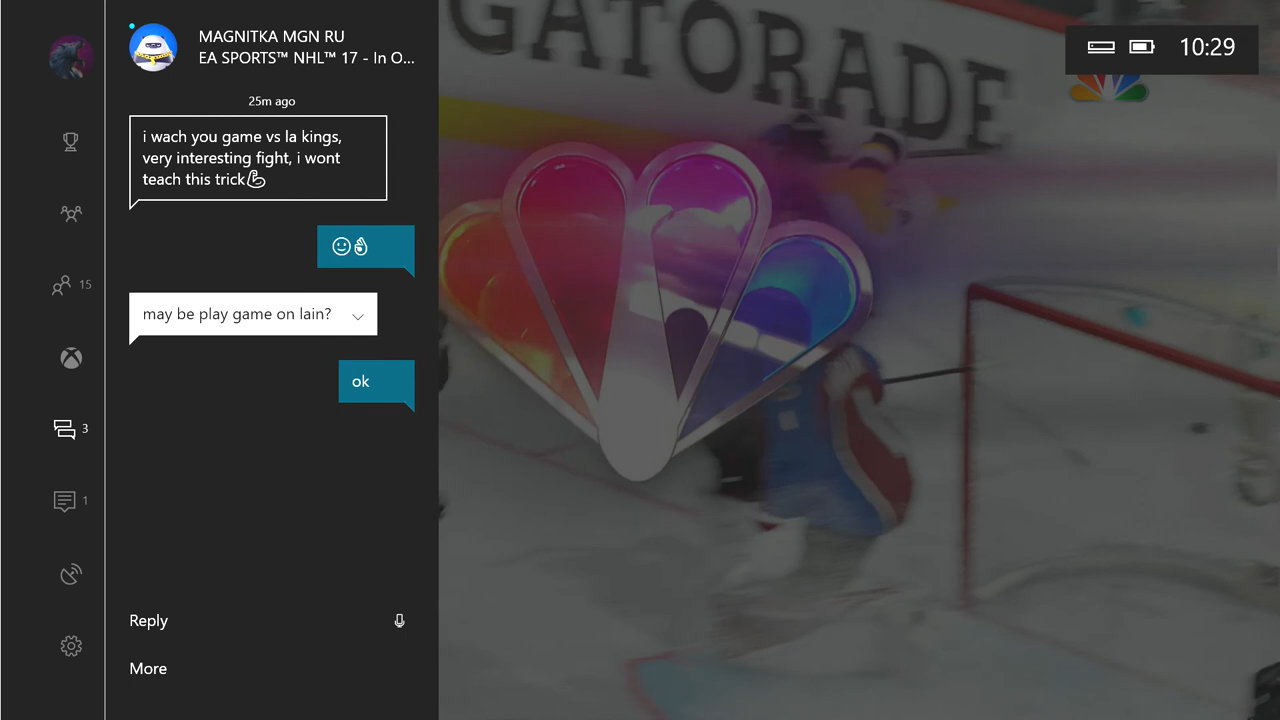 MAGNITKA MGN RU
EA SPORTS™ NHL™ 17 - In O...
25m ago
i wach you game vs la kings,
very interesting fight, i wont
teach this trick💪
🙂👌
may be play game on lain?
ok
Reply
More
15
3
1
GATORADE
10:29